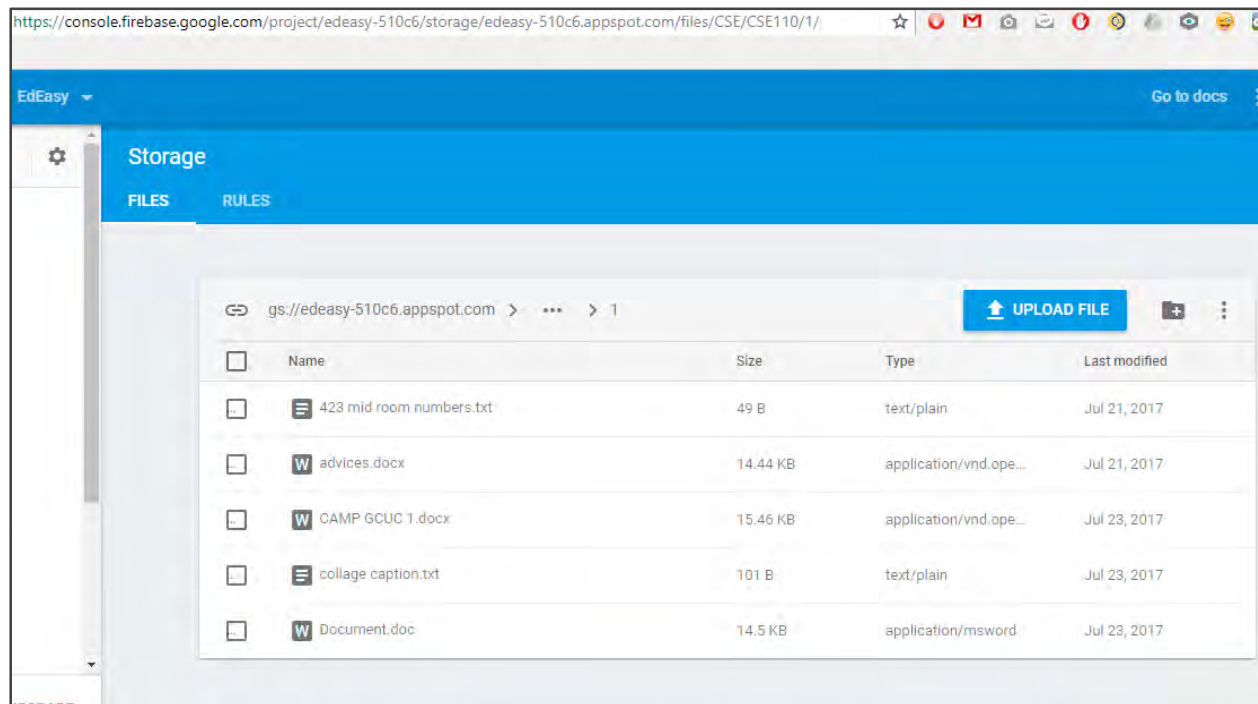 https://console.firebase.google.com/project/edeasy-510c6/storage/edeasy-510c6.appspot.com/files/CSE/CSE110/1/
EdEasy Go to docs
Storage
FILES RULES
gs://edeasy-510c6.appspot.com > ••• > 1 UPLOAD FILE
Name Size Type Last modified
423 mid room numbers.txt 49 B text/plain Jul 21, 2017
advices.docx 14.44 KB application/vnd.ope... Jul 21, 2017
CAMP GCUC 1.docx 15.46 KB application/vnd.ope... Jul 23, 2017
collage caption.txt 101 B text/plain Jul 23, 2017
Document.doc 14.5 KB application/msword Jul 23, 2017